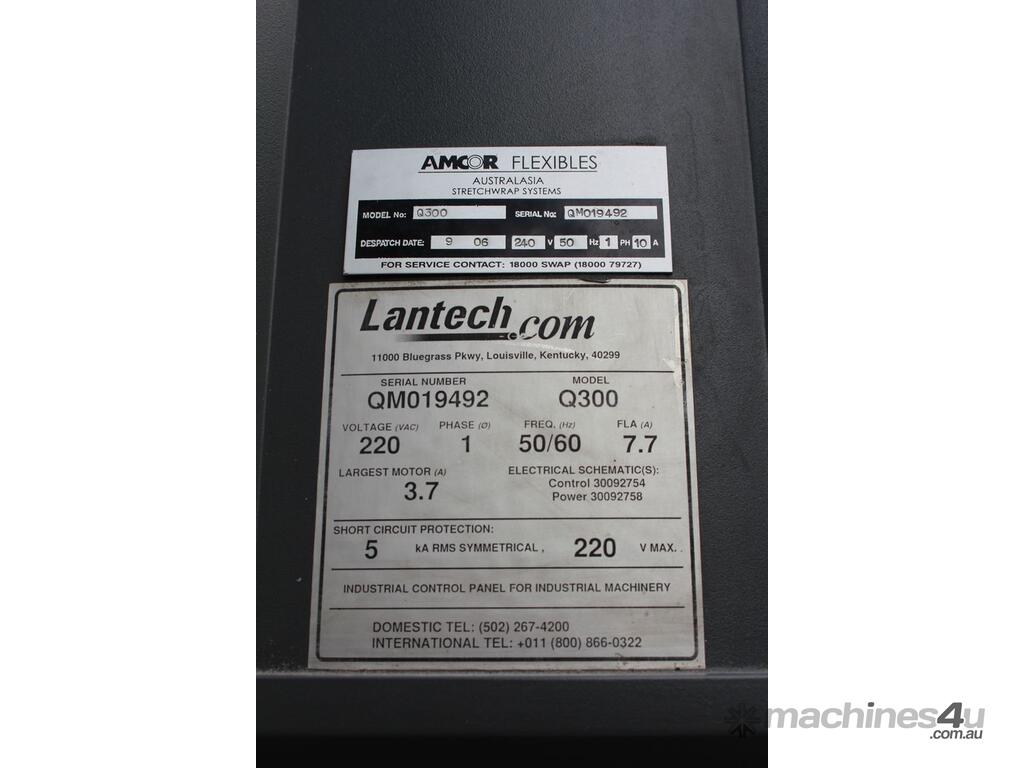 AMCOR FLEXIBLES
AUSTRALASIA
STRETCHWRAP SYSTEMS
MODEL No: Q300 SERIAL No: QM019492
DESPATCH DATE: 9 06 240 V 50 Hz 1 PH 10 A
FOR SERVICE CONTACT: 18000 SWAP (18000 79727)
Lantech.com
11000 Bluegrass Pkwy, Louisville, Kentucky, 40299
SERIAL NUMBER MODEL
QM019492 Q300
VOLTAGE (VAC) PHASE (Ø) FREQ. (Hz) FLA (A)
220 1 50/60 7.7
LARGEST MOTOR (A) ELECTRICAL SCHEMATIC(S):
3.7 Control 30092754
Power 30092758
SHORT CIRCUIT PROTECTION:
5 kA RMS SYMMETRICAL, 220 V MAX.
INDUSTRIAL CONTROL PANEL FOR INDUSTRIAL MACHINERY
DOMESTIC TEL: (502) 267-4200
INTERNATIONAL TEL: +011 (800) 866-0322
machines4u
.com.au